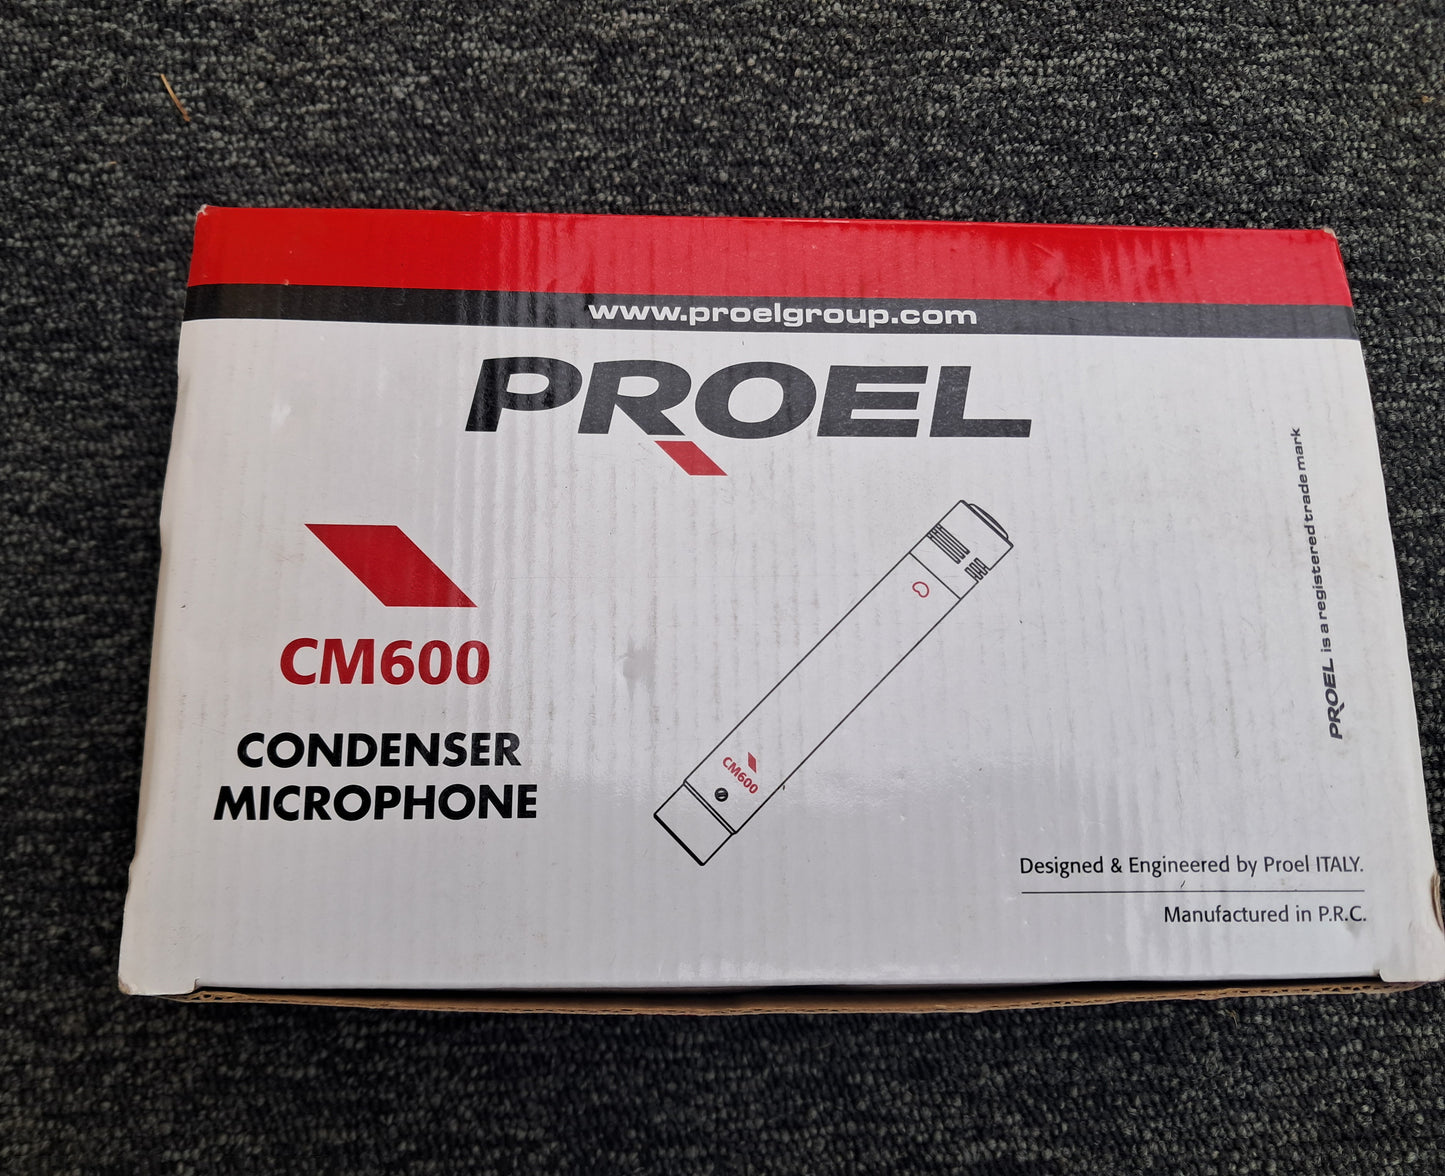 www.proelgroup.com
PROEL
CM600
CONDENSER
MICROPHONE
CM600
Designed & Engineered by Proel ITALY.
Manufactured in P.R.C.
PROEL is a registered trade mark